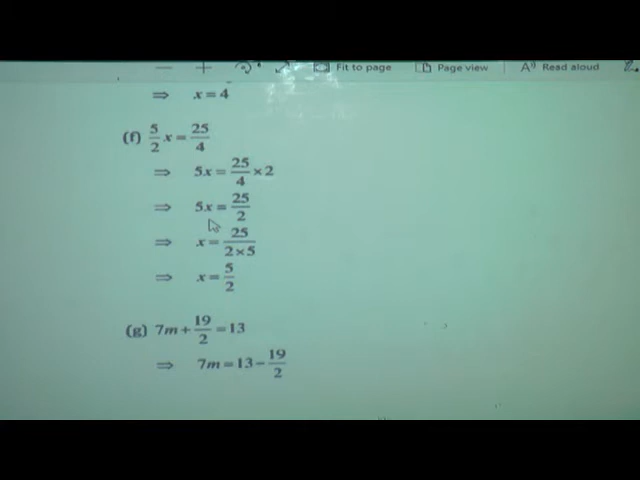 Fit to page Page view Read aloud
⇒ x = 4
(f) 5/2 x = 25/4
⇒ 5x = 25/4 × 2
⇒ 5x = 25/2
⇒ x = 25/(2×5)
⇒ x = 5/2
(g) 7m + 19/2 = 13
⇒ 7m = 13 − 19/2